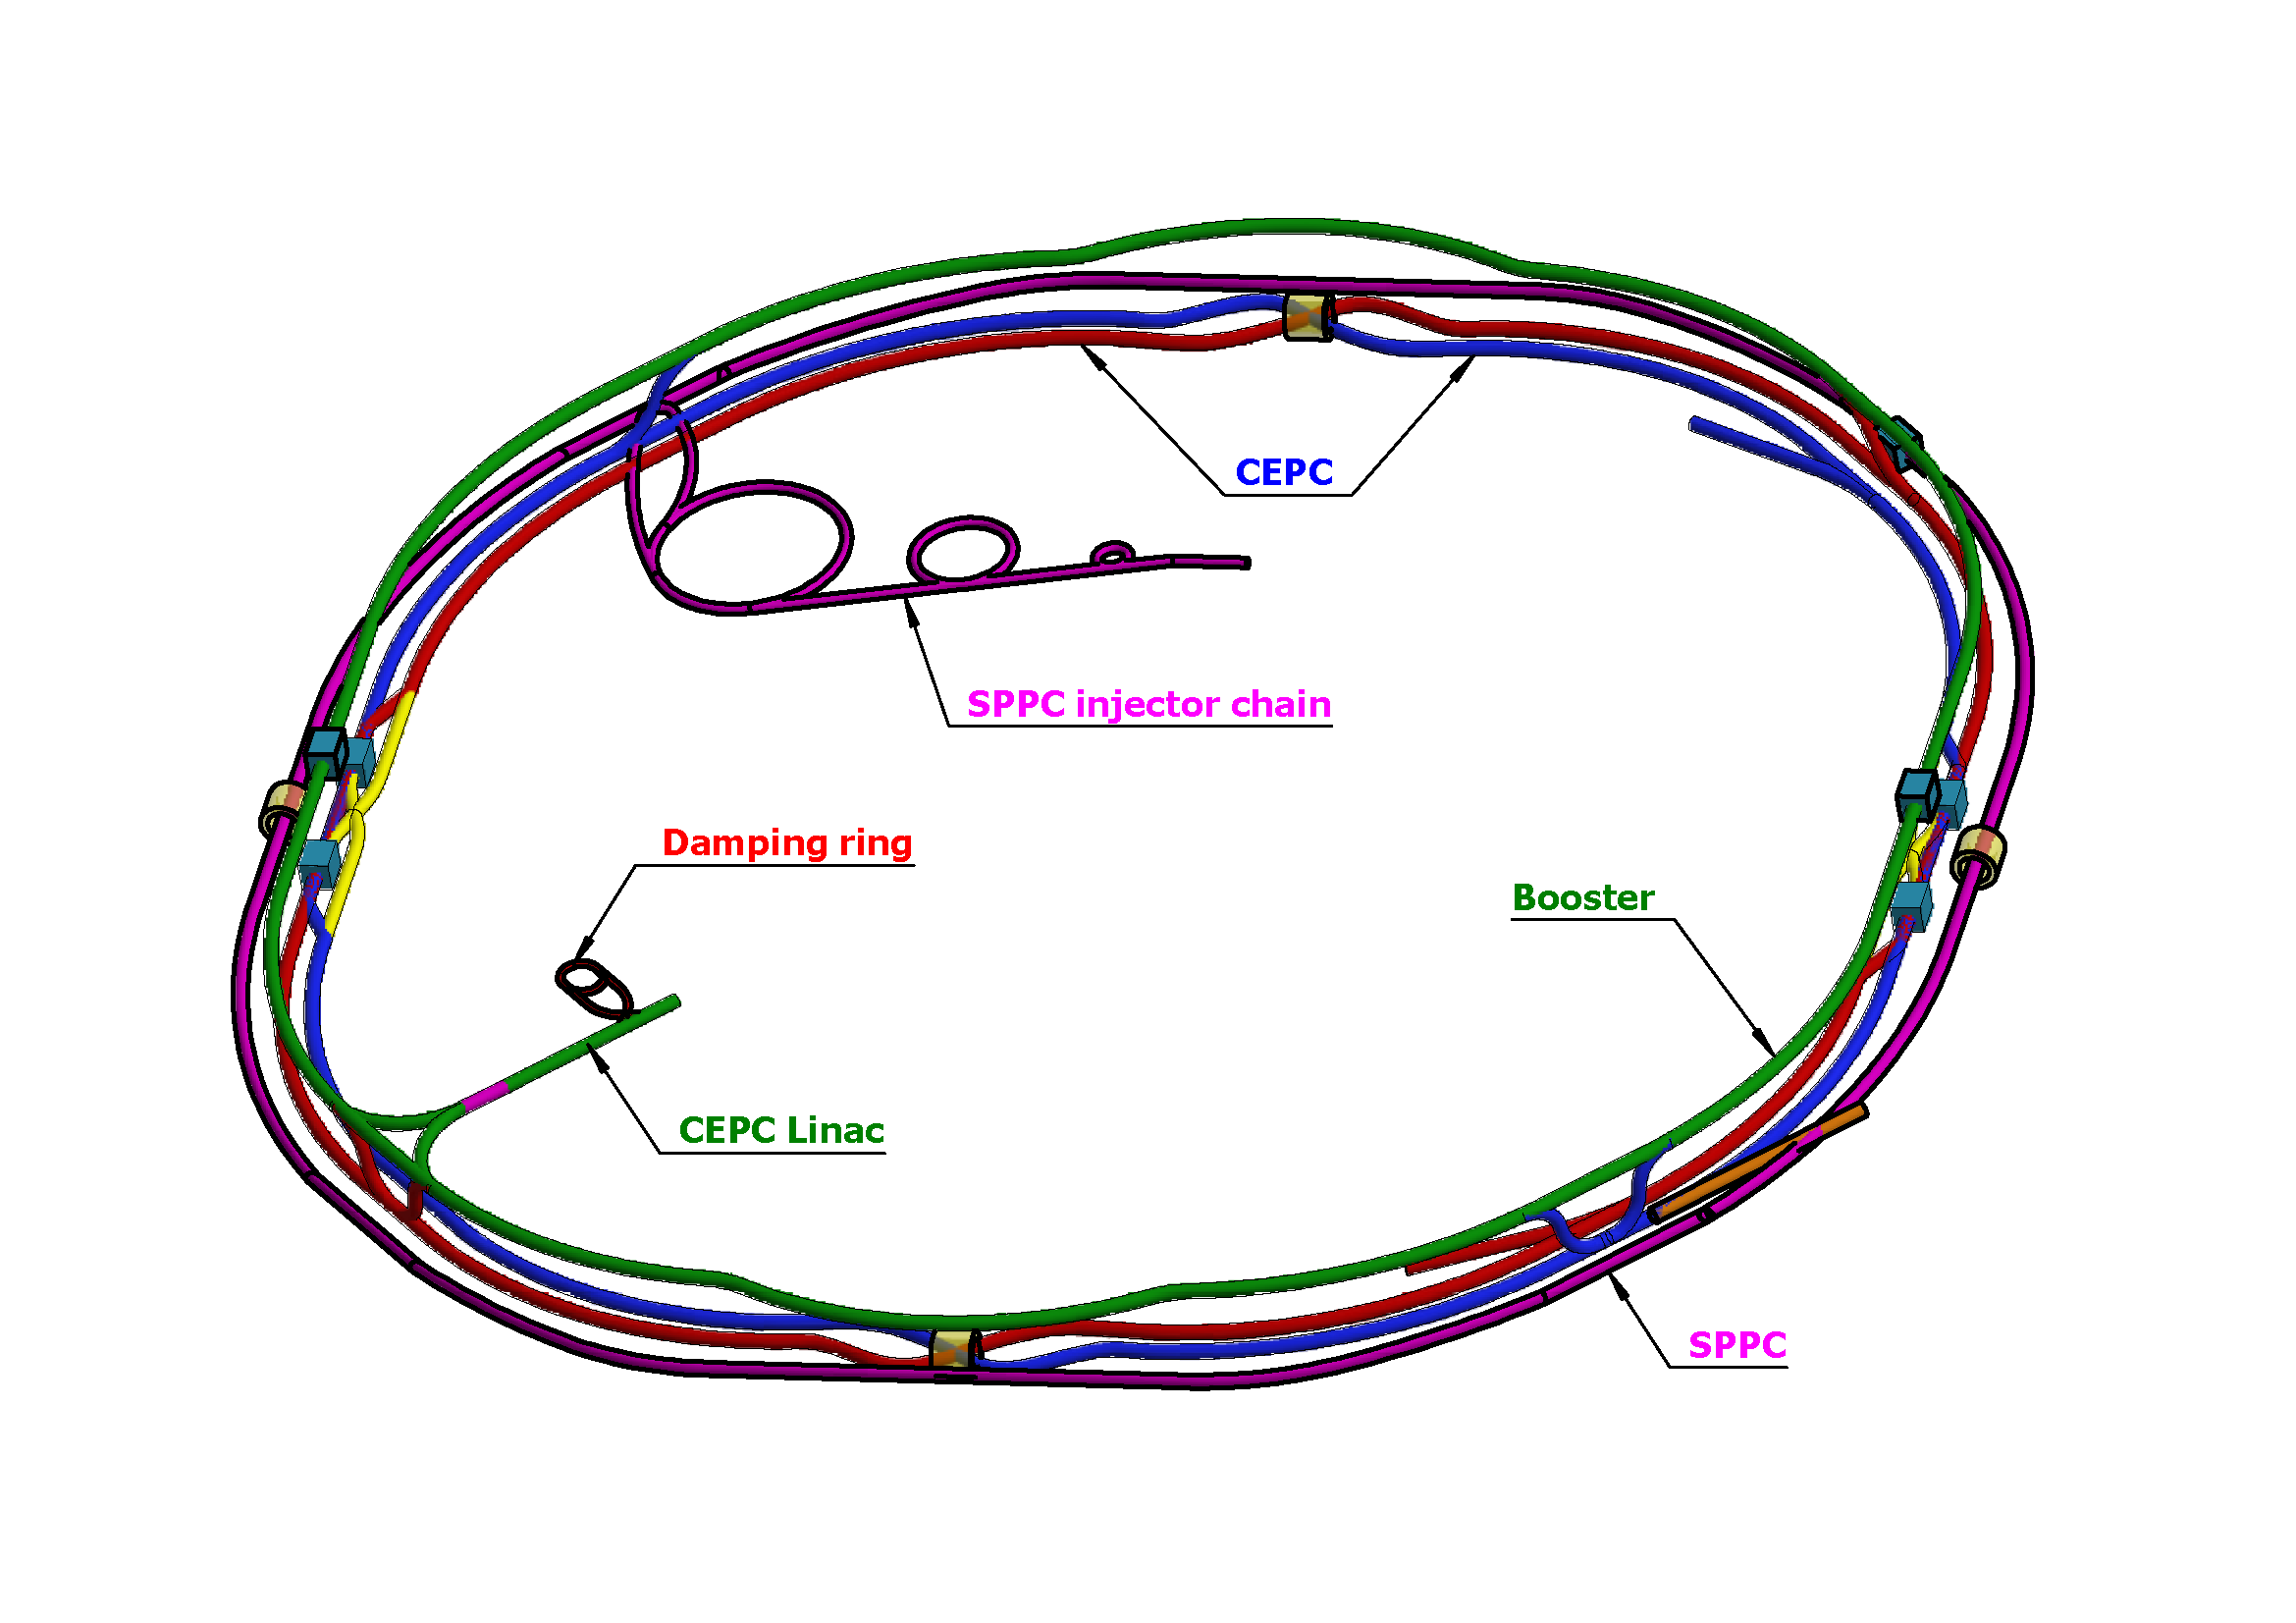 CEPC
SPPC injector chain
Damping ring
Booster
CEPC Linac
SPPC